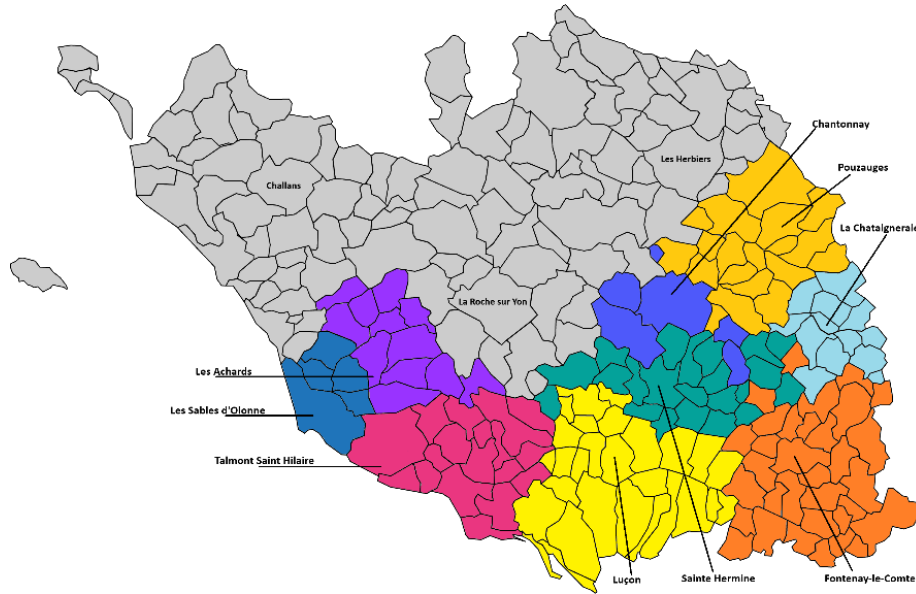 Chantonnay
Les Herbiers
Pouzauges
Challans
La Chataigneraie
La Roche sur Yon
Les Achards
Les Sables d'Olonne
Talmont Saint Hilaire
Luçon
Sainte Hermine
Fontenay-le-Comte